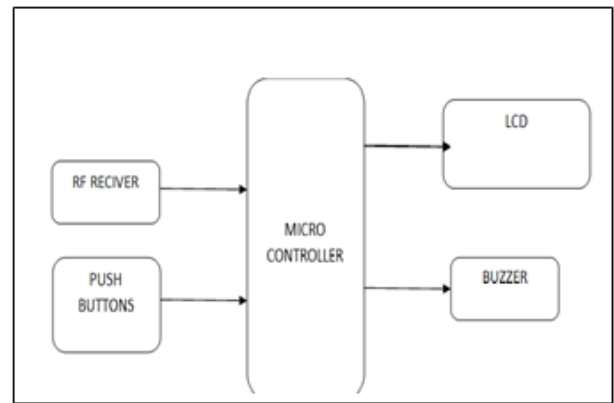 RF RECIVER
PUSH
BUTTONS
MICRO
CONTROLLER
LCD
BUZZER